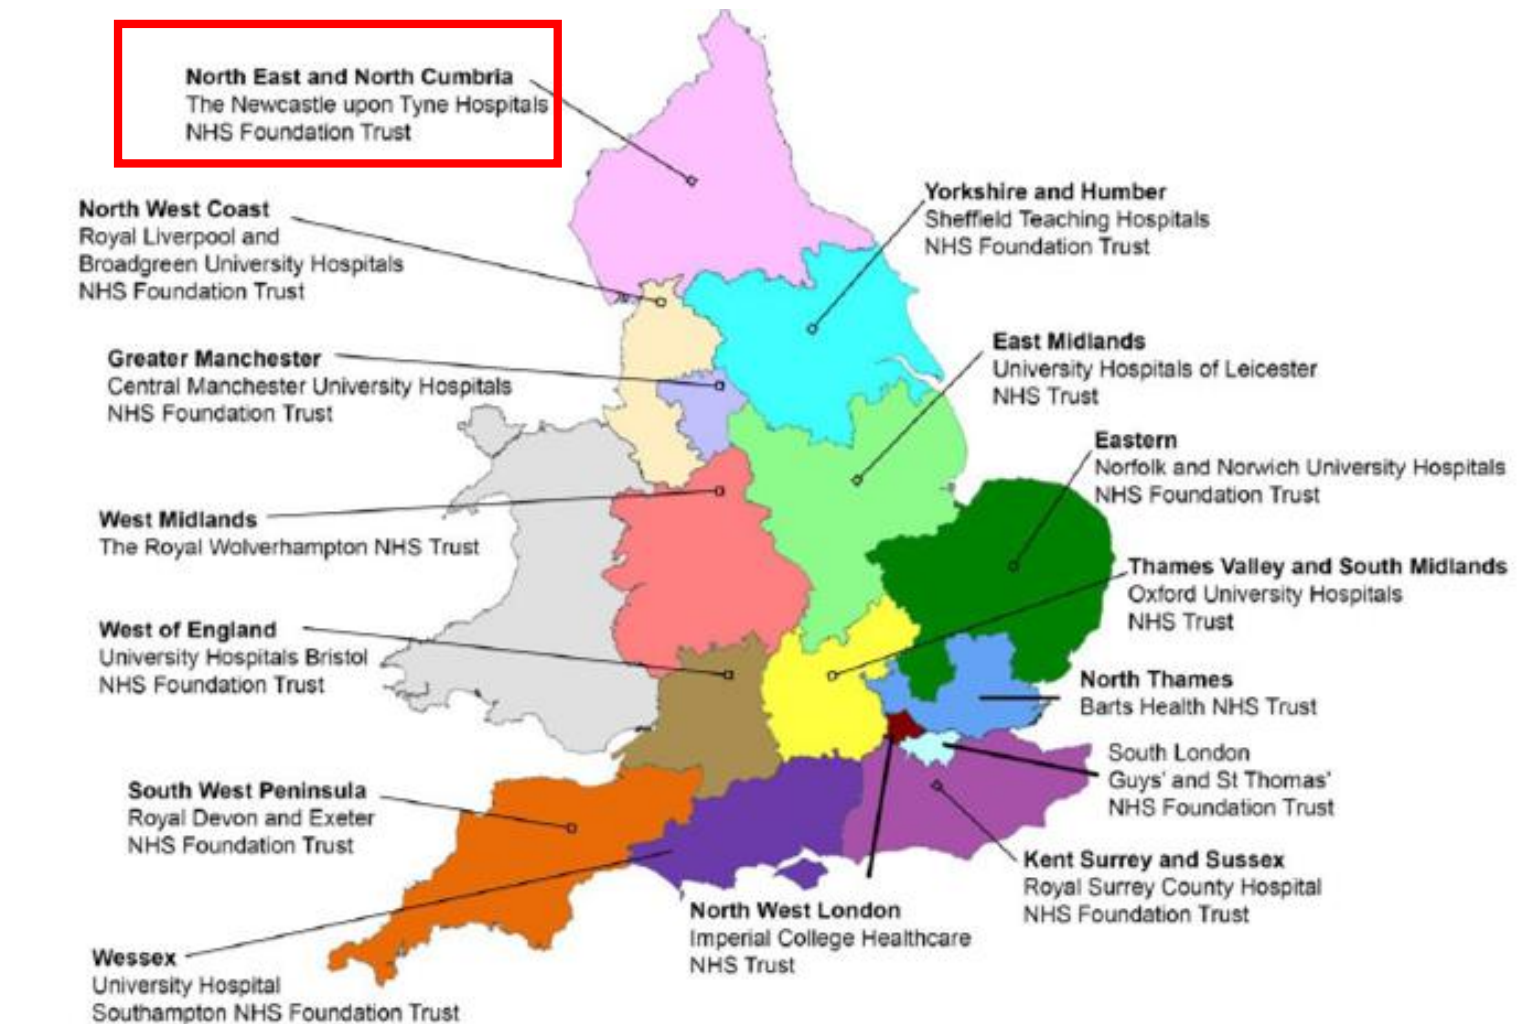 North East and North Cumbria
The Newcastle upon Tyne Hospitals
NHS Foundation Trust
North West Coast
Royal Liverpool and
Broadgreen University Hospitals
NHS Foundation Trust
Greater Manchester
Central Manchester University Hospitals
NHS Foundation Trust
West Midlands
The Royal Wolverhampton NHS Trust
West of England
University Hospitals Bristol
NHS Foundation Trust
South West Peninsula
Royal Devon and Exeter
NHS Foundation Trust
Wessex
University Hospital
Southampton NHS Foundation Trust
Yorkshire and Humber
Sheffield Teaching Hospitals
NHS Foundation Trust
East Midlands
University Hospitals of Leicester
NHS Trust
Eastern
Norfolk and Norwich University Hospitals
NHS Foundation Trust
Thames Valley and South Midlands
Oxford University Hospitals
NHS Trust
North Thames
Barts Health NHS Trust
South London
Guys' and St Thomas'
NHS Foundation Trust
Kent Surrey and Sussex
Royal Surrey County Hospital
NHS Foundation Trust
North West London
Imperial College Healthcare
NHS Trust